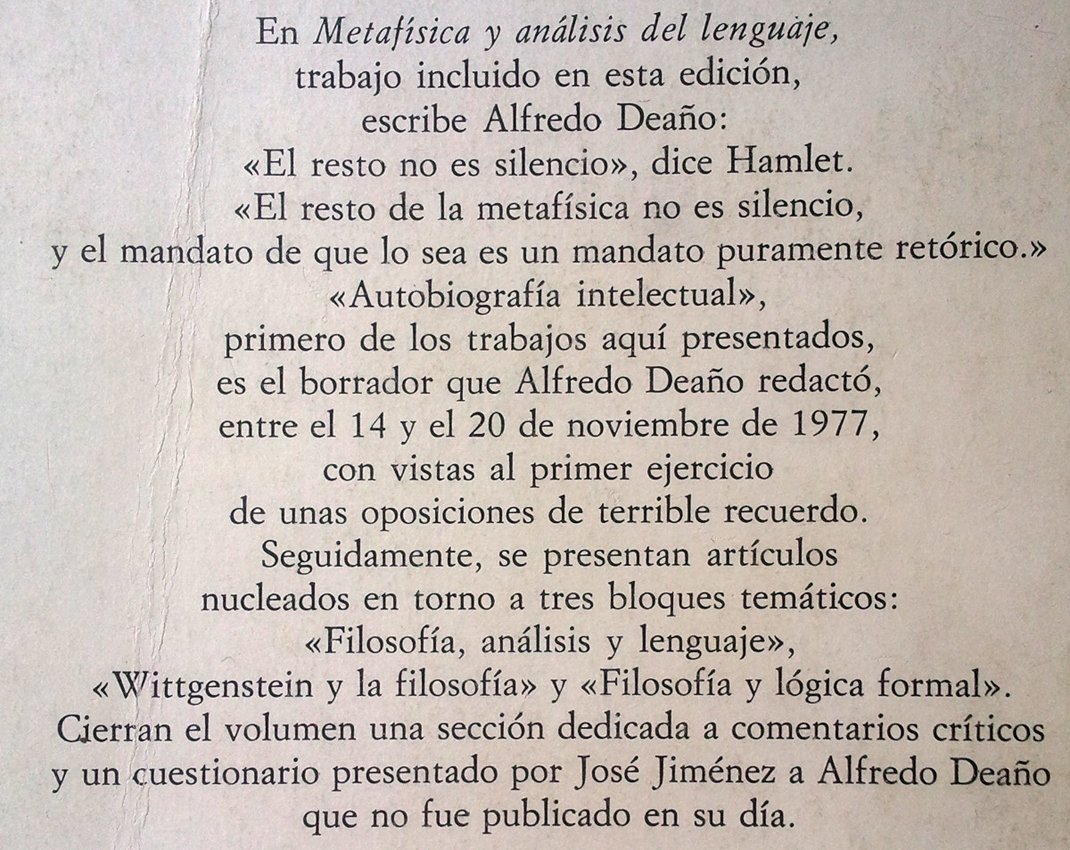 En Metafísica y análisis del lenguaje,
trabajo incluido en esta edición,
escribe Alfredo Deaño:
«El resto no es silencio», dice Hamlet.
«El resto de la metafísica no es silencio,
y el mandato de que lo sea es un mandato puramente retórico.»
«Autobiografía intelectual»,
primero de los trabajos aquí presentados,
es el borrador que Alfredo Deaño redactó,
entre el 14 y el 20 de noviembre de 1977,
con vistas al primer ejercicio
de unas oposiciones de terrible recuerdo.
Seguidamente, se presentan artículos
nucleados en torno a tres bloques temáticos:
«Filosofía, análisis y lenguaje»,
«Wittgenstein y la filosofía» y «Filosofía y lógica formal».
Cierran el volumen una sección dedicada a comentarios críticos
y un cuestionario presentado por José Jiménez a Alfredo Deaño
que no fue publicado en su día.